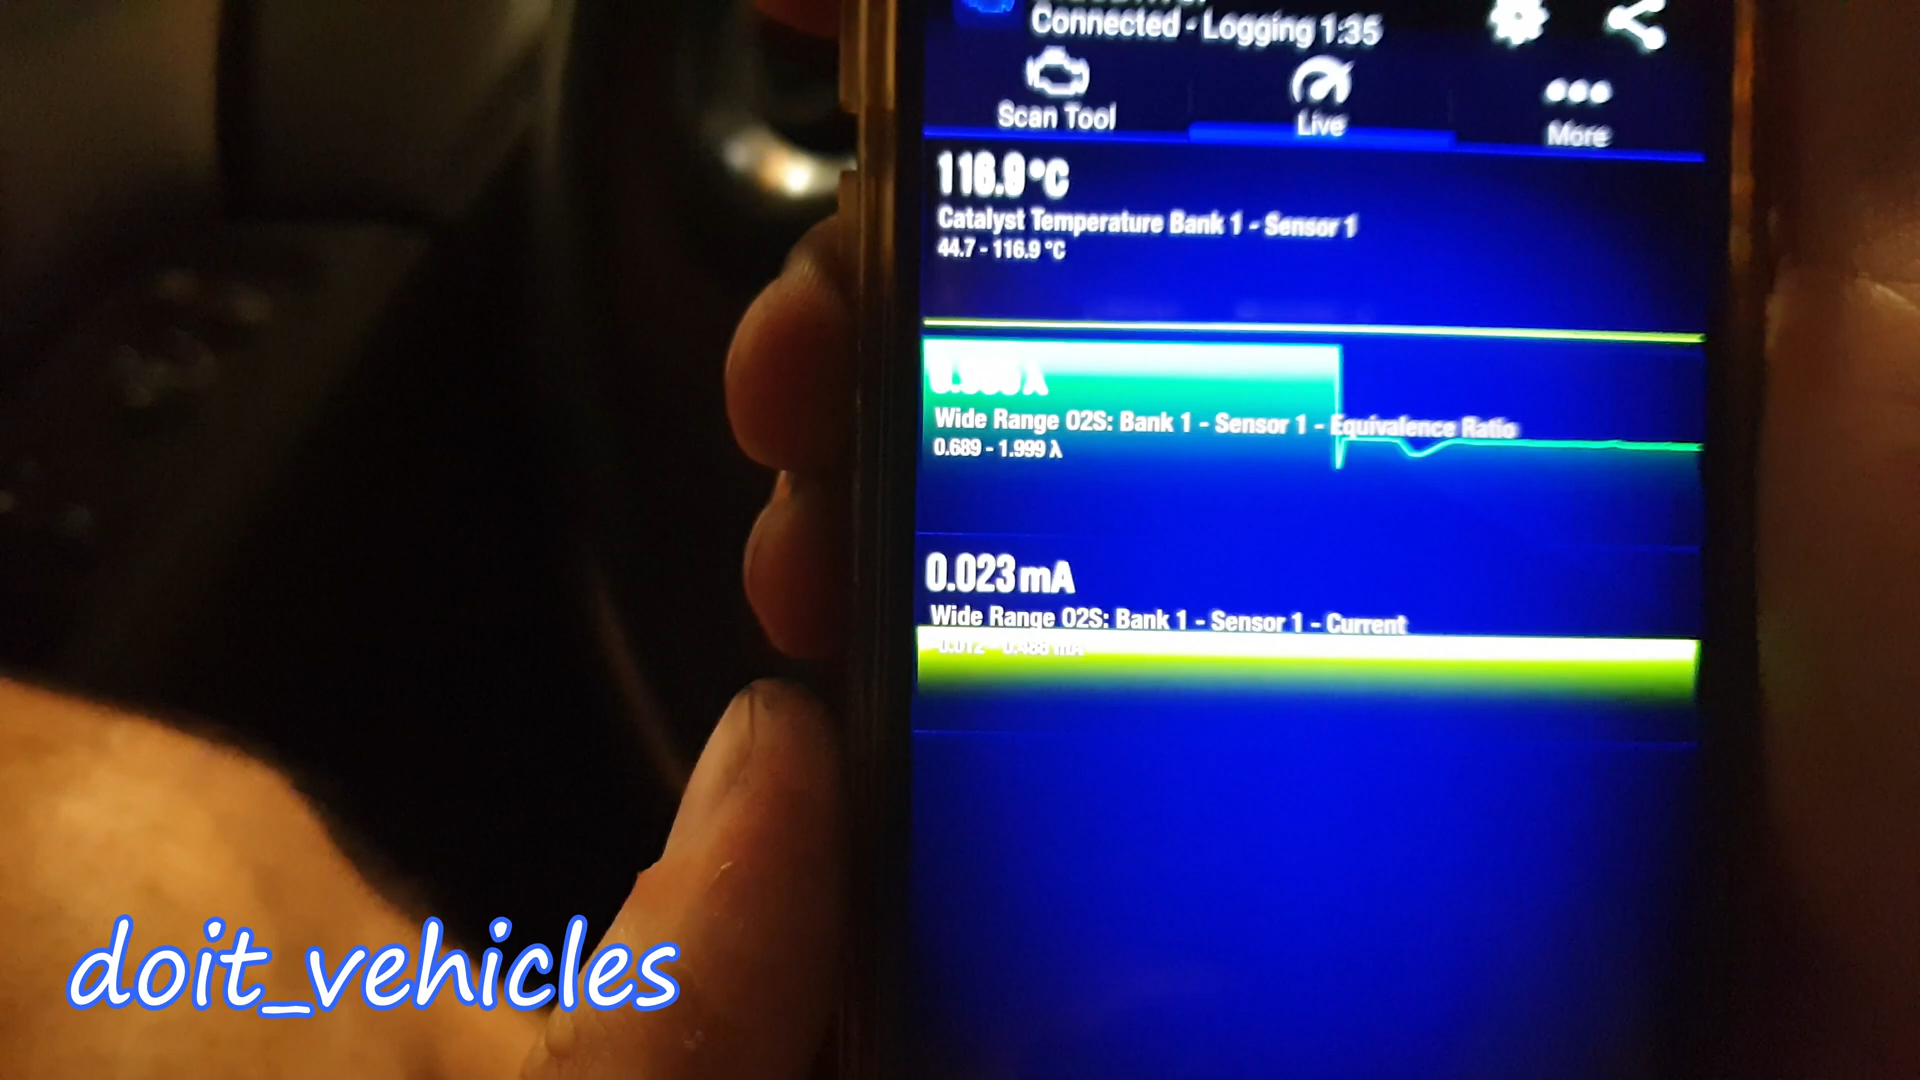 Connected - Logging 1:35
Scan Tool
Live
More
116.9°C
Catalyst Temperature Bank 1 - Sensor 1
44.7 - 116.9 °C
Wide Range O2S: Bank 1 - Sensor 1 - Equivalence Ratio
0.689 - 1.999 λ
0.023 mA
Wide Range O2S: Bank 1 - Sensor 1 - Current
doit_vehicles